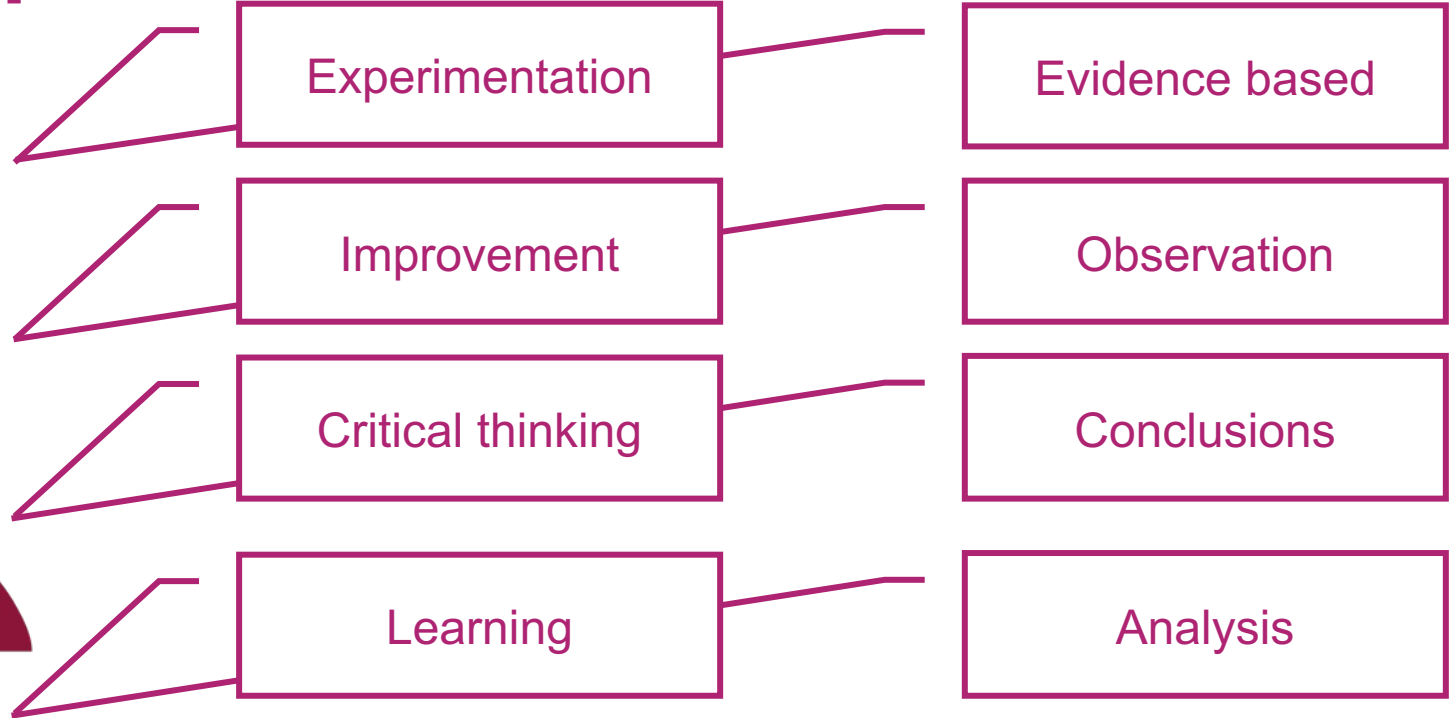 Experimentation
Evidence based
Improvement
Observation
Critical thinking
Conclusions
Learning
Analysis